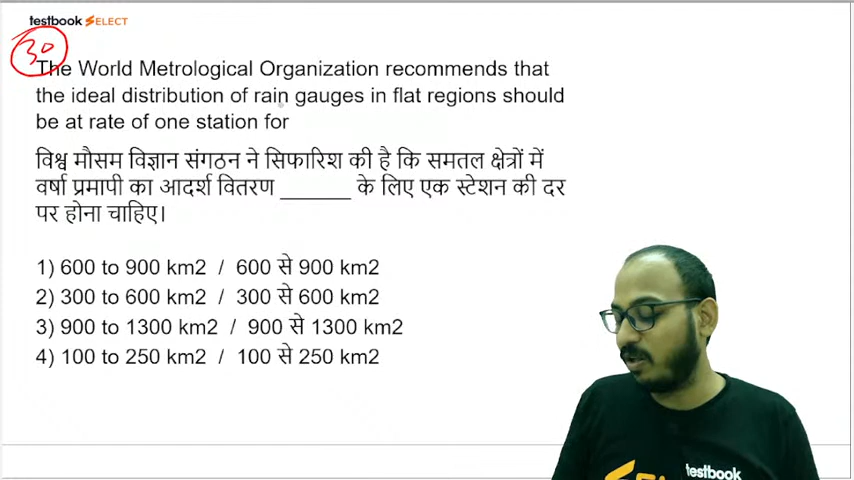 testbook SELECT
30
The World Metrological Organization recommends that
the ideal distribution of rain gauges in flat regions should
be at rate of one station for
विश्व मौसम विज्ञान संगठन ने सिफारिश की है कि समतल क्षेत्रों में
वर्षा प्रमापी का आदर्श वितरण ______ के लिए एक स्टेशन की दर
पर होना चाहिए।
1) 600 to 900 km2 / 600 से 900 km2
2) 300 to 600 km2 / 300 से 600 km2
3) 900 to 1300 km2 / 900 से 1300 km2
4) 100 to 250 km2 / 100 से 250 km2
testbook